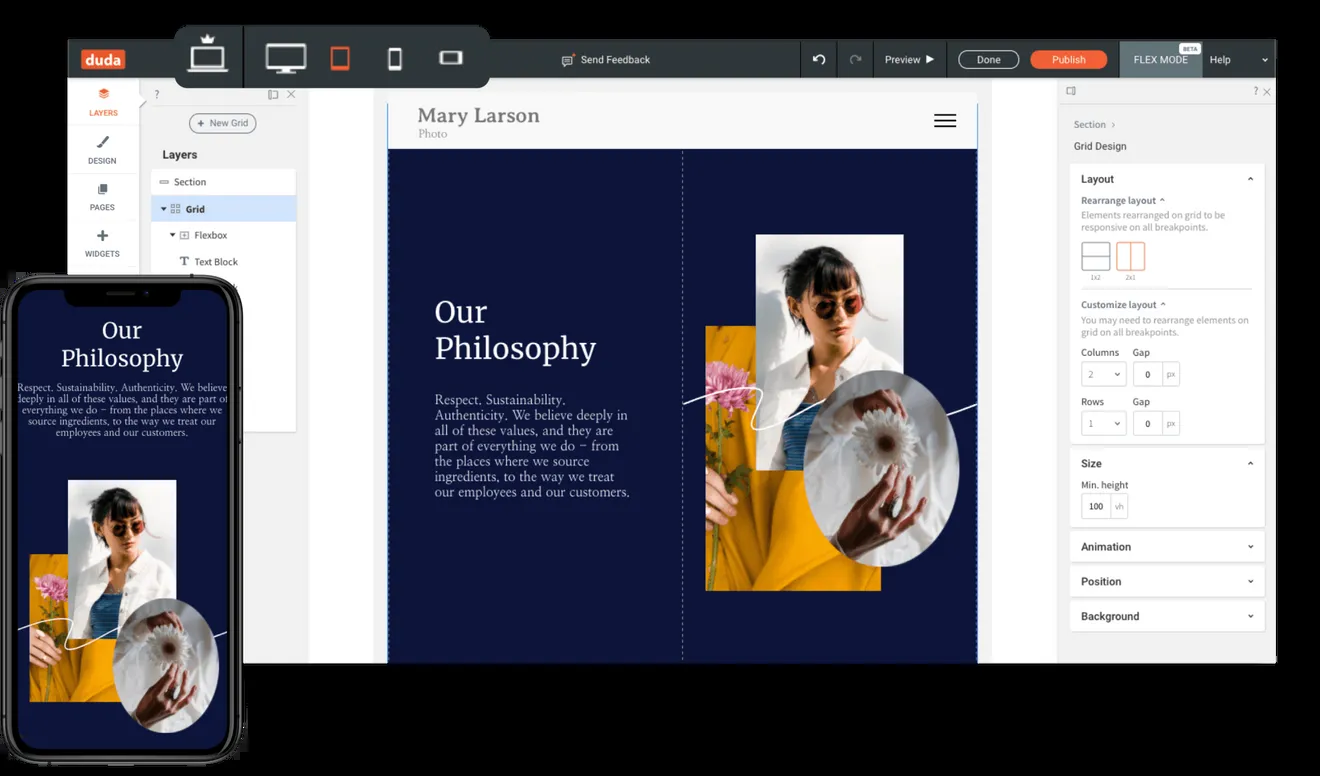 duda
Send Feedback
Preview
Done
Publish
FLEX MODE
BETA
Help
LAYERS
DESIGN
PAGES
WIDGETS
?
+ New Grid
Layers
Section
Grid
Flexbox
T Text Block
Mary Larson
Photo
Our
Philosophy
Respect. Sustainability.
Authenticity. We believe deeply in
all of these values, and they are
part of everything we do – from
the places where we source
ingredients, to the way we treat
our employees and our customers.
?
Section >
Grid Design
Layout
Rearrange layout
Elements rearranged on grid to be
responsive on all breakpoints.
1x2 2x1
Customize layout
You may need to rearrange elements on
grid on all breakpoints.
Columns Gap
2 0 px
Rows Gap
1 0 px
Size
Min. height
100 vh
Animation
Position
Background
Our
Philosophy
Respect. Sustainability. Authenticity. We believe
deeply in all of these values, and they are part of
everything we do – from the places where we
source ingredients, to the way we treat our
employees and our customers.